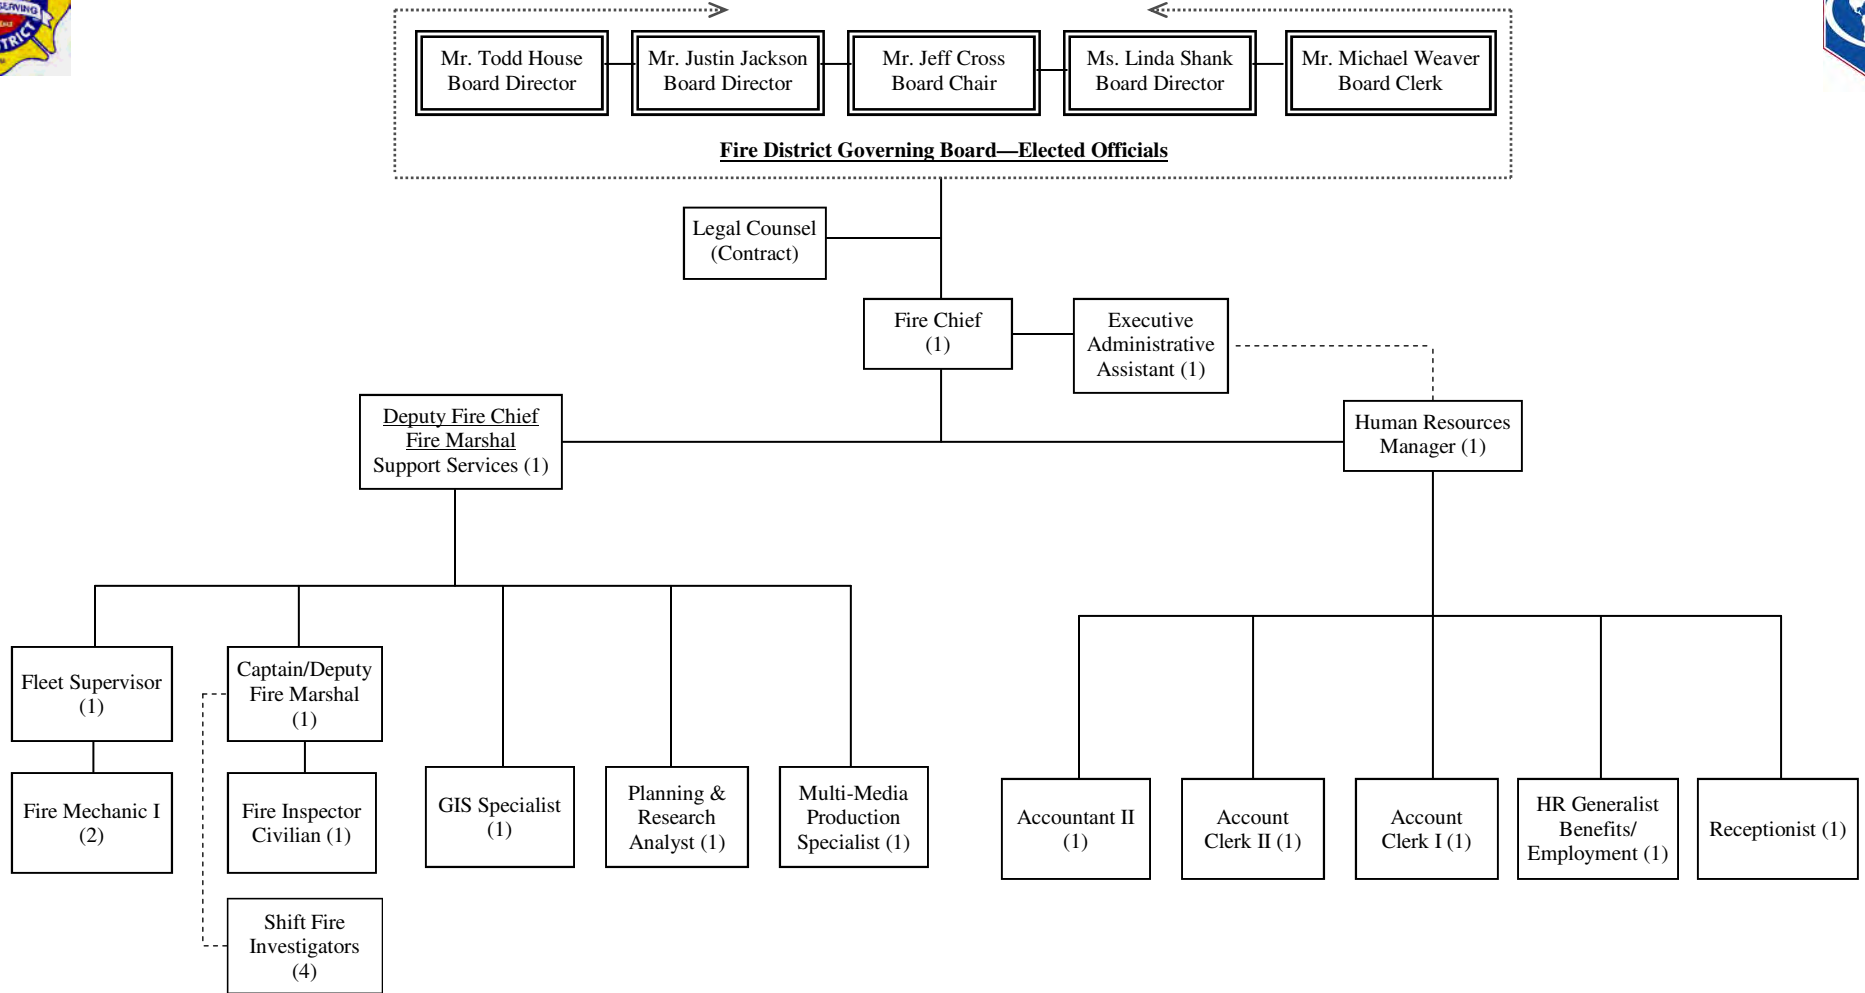 SERVING
TRICT
Mr. Todd House
Board Director
Mr. Justin Jackson
Board Director
Mr. Jeff Cross
Board Chair
Ms. Linda Shank
Board Director
Mr. Michael Weaver
Board Clerk
Fire District Governing Board—Elected Officials
Legal Counsel
(Contract)
Fire Chief
(1)
Executive
Administrative
Assistant (1)
Deputy Fire Chief
Fire Marshal
Support Services (1)
Human Resources
Manager (1)
Fleet Supervisor
(1)
Captain/Deputy
Fire Marshal
(1)
Fire Mechanic I
(2)
Fire Inspector
Civilian (1)
GIS Specialist
(1)
Planning &
Research
Analyst (1)
Multi-Media
Production
Specialist (1)
Accountant II
(1)
Account
Clerk II (1)
Account
Clerk I (1)
HR Generalist
Benefits/
Employment (1)
Receptionist (1)
Shift Fire
Investigators
(4)